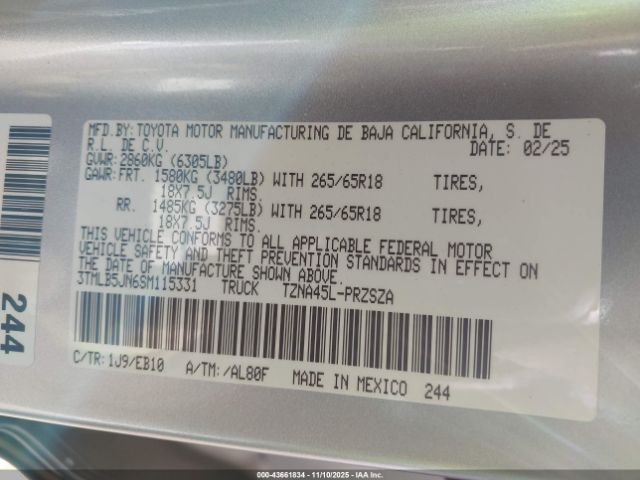 MFD.BY:TOYOTA MOTOR MANUFACTURING DE BAJA CALIFORNIA, S. DE
R.L. DE C.V. DATE: 02/25
GVWR:2860KG (6305LB)
GAWR:FRT. 1580KG (3480LB) WITH 265/65R18 TIRES,
18X7.5J RIMS.
RR. 1485KG (3275LB) WITH 265/65R18 TIRES,
18X7.5J RIMS.
THIS VEHICLE CONFORMS TO ALL APPLICABLE FEDERAL MOTOR
VEHICLE SAFETY AND THEFT PREVENTION STANDARDS IN EFFECT ON
THE DATE OF MANUFACTURE SHOWN ABOVE.
3TMLB5JN6SM115331 TRUCK TZNA45L-PRZSZA
C/TR:1J9/EB10 A/TM:/AL80F MADE IN MEXICO 244
244
000-43661834 - 11/10/2025 - IAAI.COM